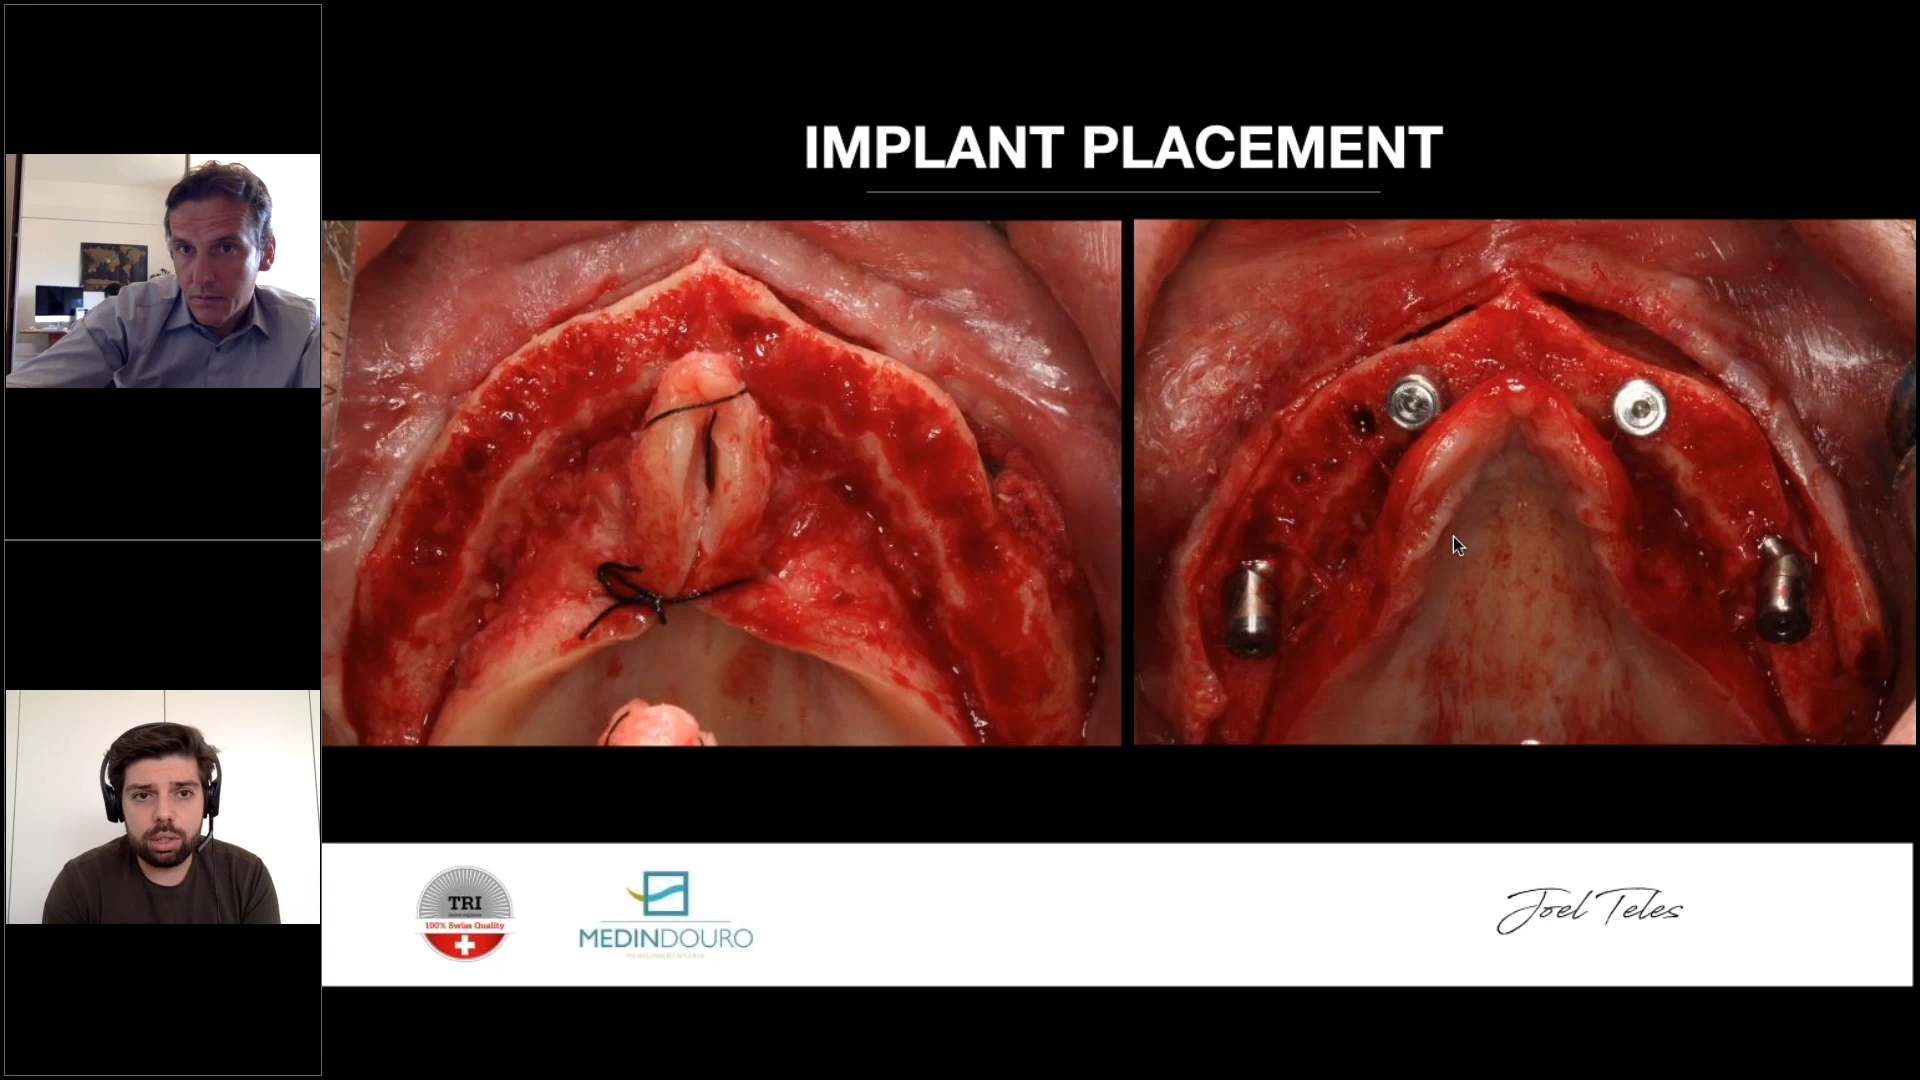 IMPLANT PLACEMENT
TRI
100% Swiss Quality
MEDINDOURO
Joel Teles